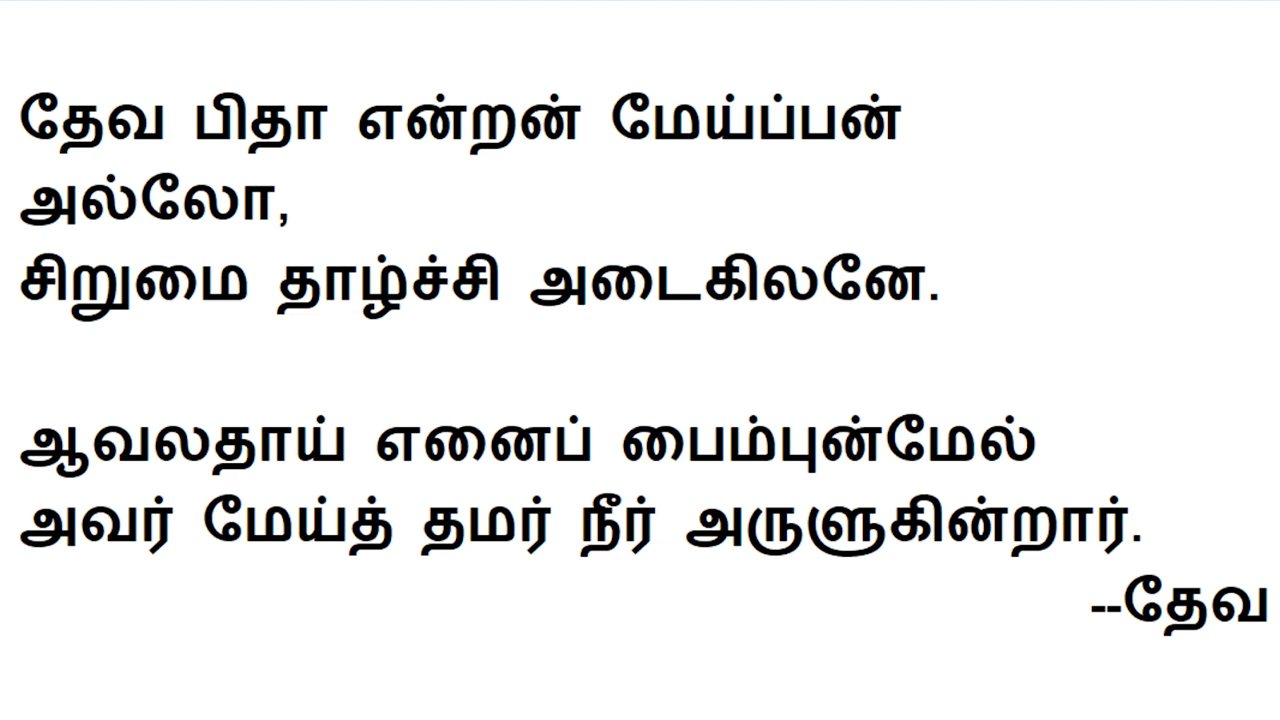 தேவ பிதா என்றன் மேய்ப்பன்
அல்லோ,
சிறுமை தாழ்ச்சி அடைகிலனே.
ஆவலதாய் எனைப் பைம்புன்மேல்
அவர் மேய்த் தமர் நீர் அருளுகின்றார்.
--தேவ